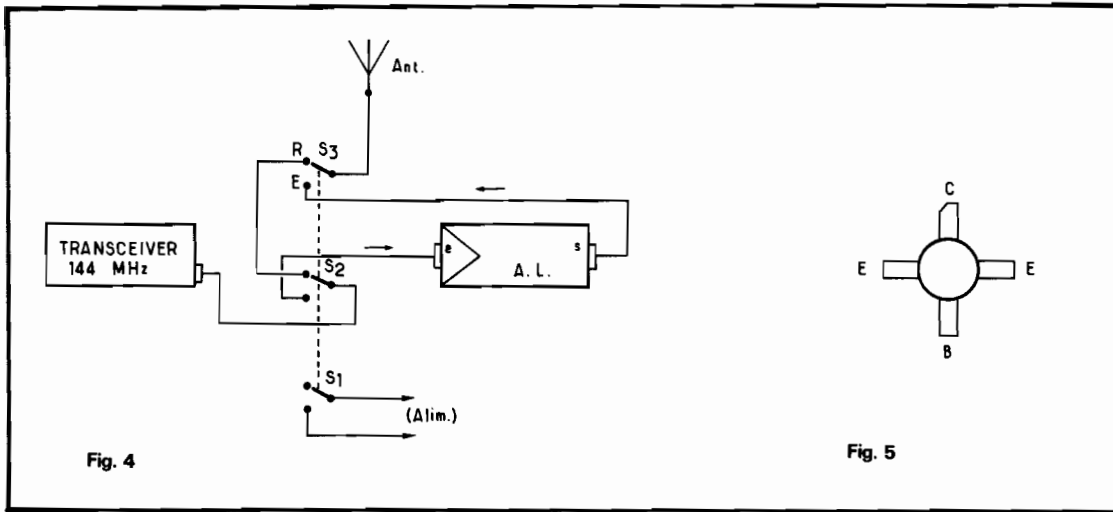 Ant.
R S3
E
TRANSCEIVER
144 MHz
e
A. L.
s
S2
S1
(Alim.)
Fig. 4
C
E E
B
Fig. 5